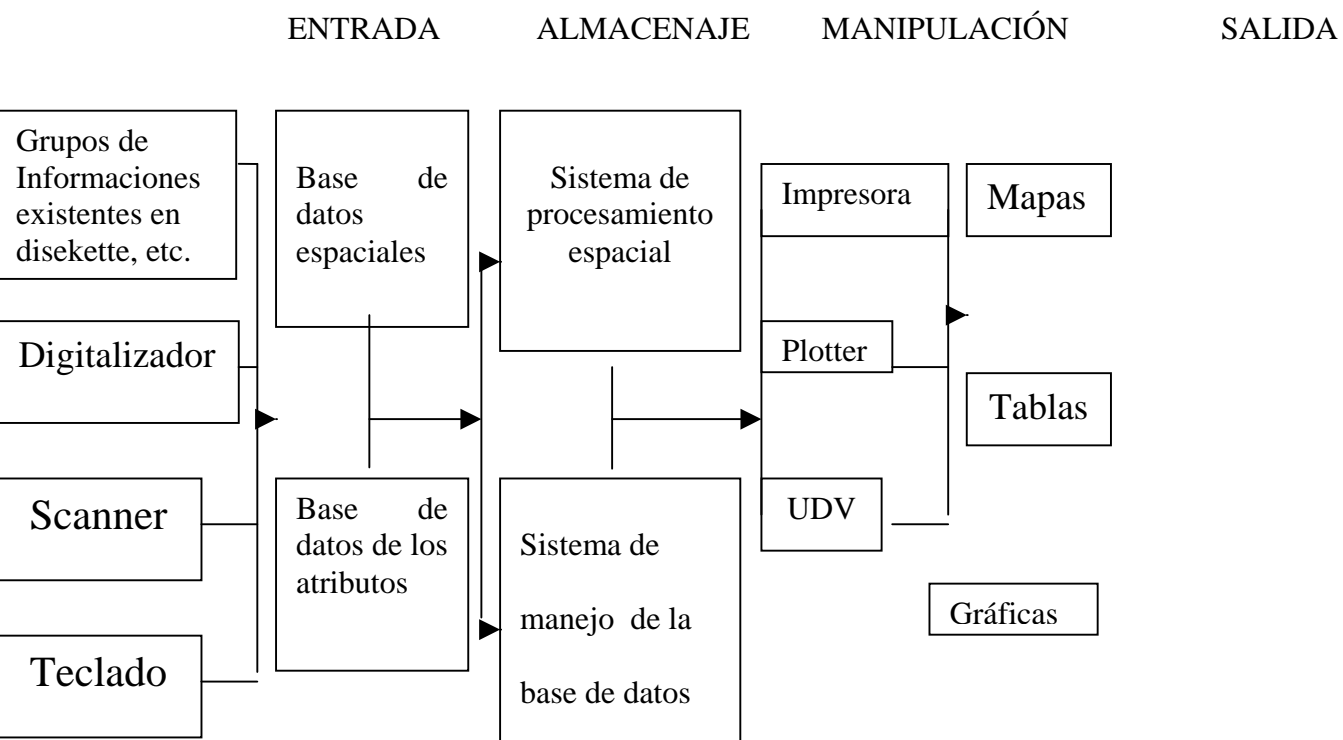 ENTRADA ALMACENAJE MANIPULACIÓN SALIDA
Grupos de
Informaciones
existentes en
disekette, etc.
Digitalizador
Scanner
Teclado
Base de
datos
espaciales
Base de
datos de los
atributos
Sistema de
procesamiento
espacial
Sistema de
manejo de la
base de datos
Impresora
Plotter
UDV
Mapas
Tablas
Gráficas